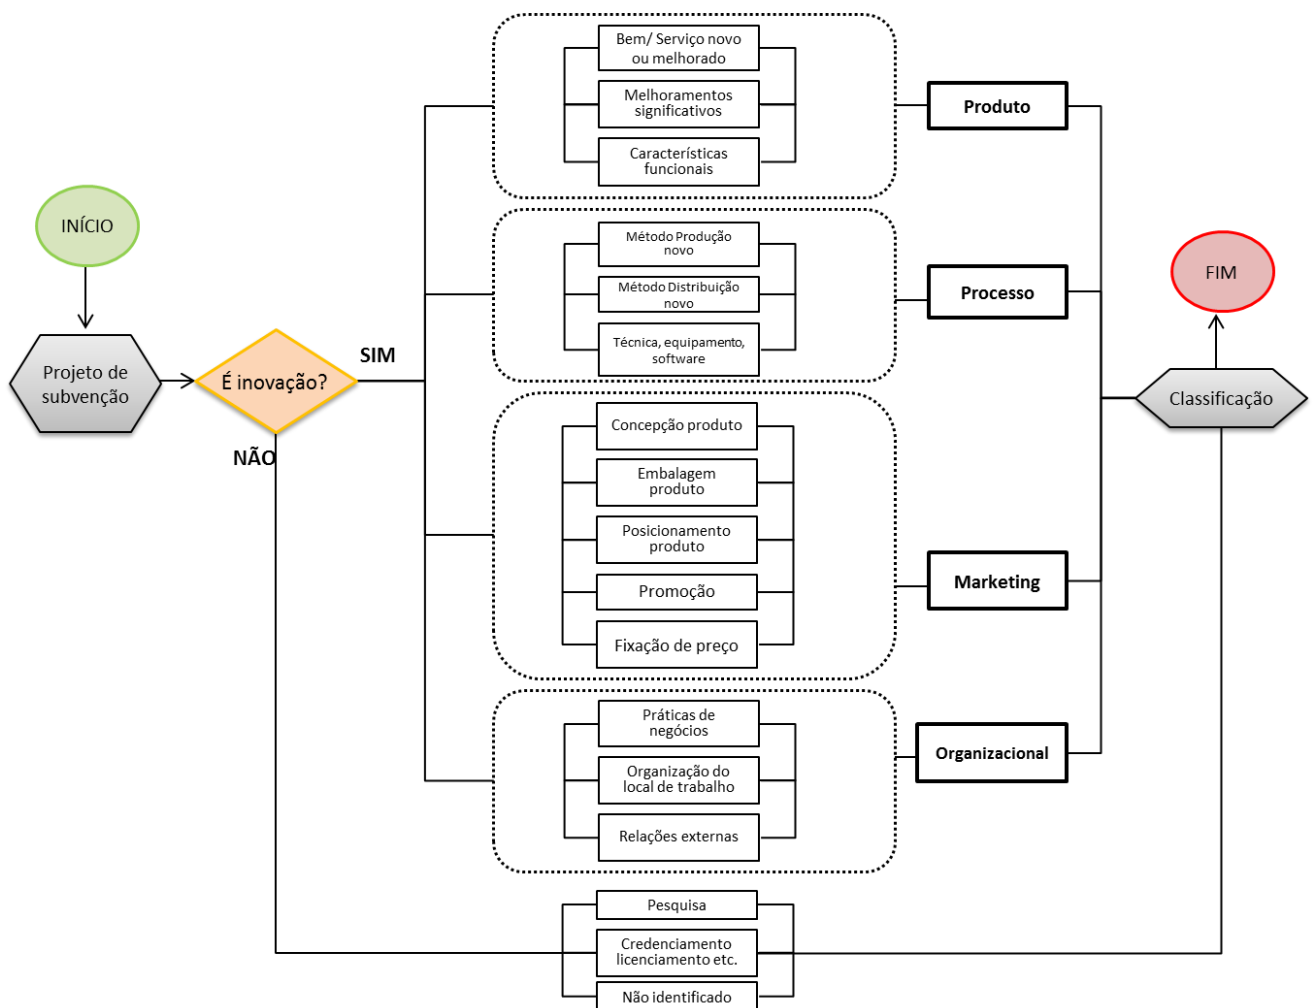 INÍCIO
Projeto de
subvenção
É inovação?
SIM
NÃO
Bem/ Serviço novo
ou melhorado
Melhoramentos
significativos
Características
funcionais
Produto
Método Produção
novo
Método Distribuição
novo
Técnica, equipamento,
software
Processo
Concepção produto
Embalagem
produto
Posicionamento
produto
Promoção
Fixação de preço
Marketing
Práticas de
negócios
Organização do
local de trabalho
Relações externas
Organizacional
Pesquisa
Credenciamento
licenciamento etc.
Não identificado
Classificação
FIM